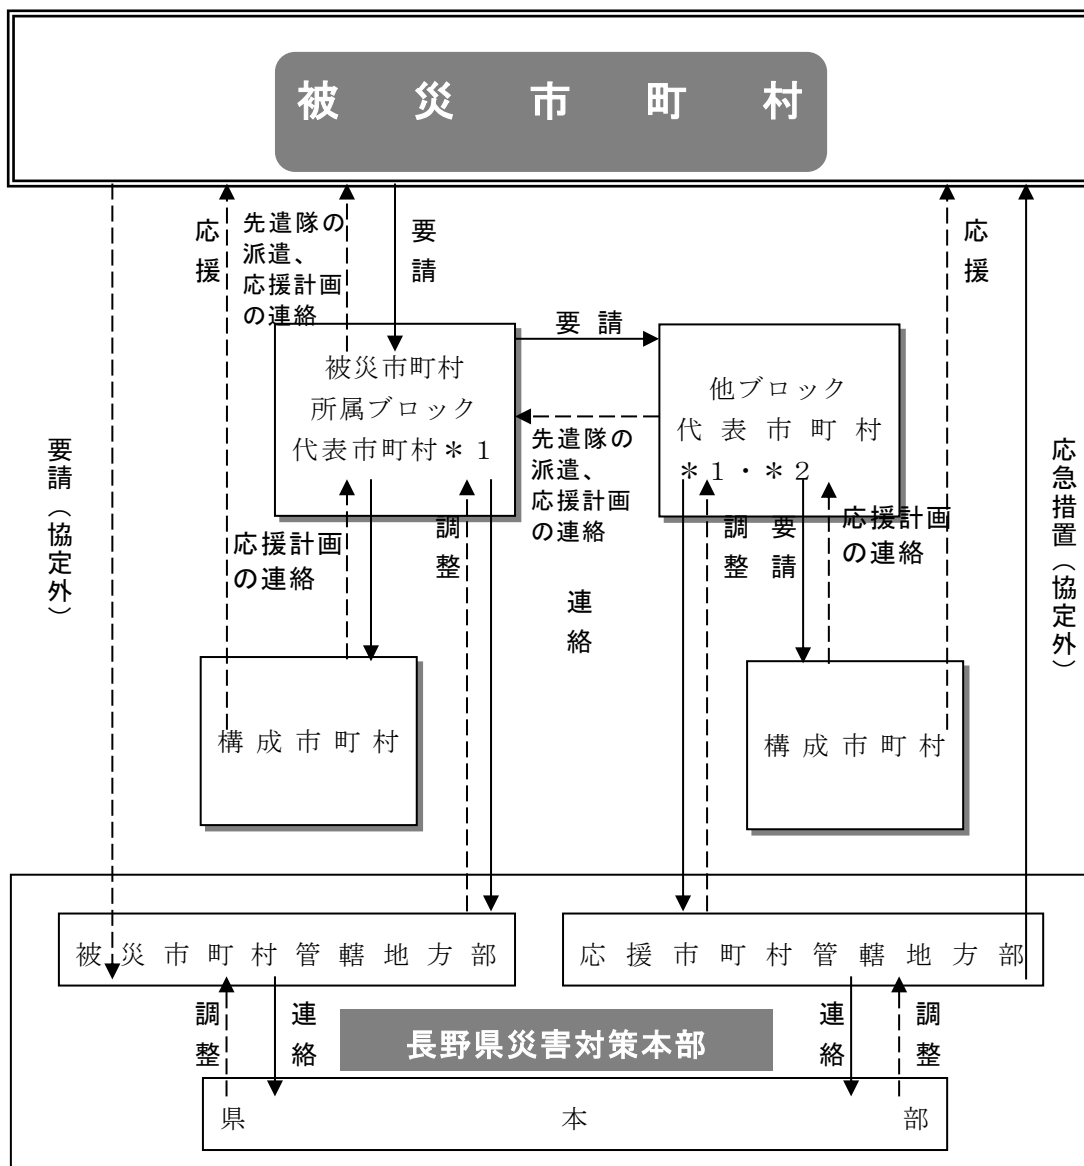 被災市町村
先遣隊の
派遣、
応援計画
の連絡
応援
要請
応援
要請
被災市町村
所属ブロック
代表市町村＊１
他ブロック
代表市町村
＊１・＊２
先遣隊の
派遣、
応援計画
の連絡
要請（協定外）
応急措置（協定外）
応援計画
の連絡
調整
調整
要請
応援計画
の連絡
連絡
構成市町村
構成市町村
被災市町村管轄地方部
応援市町村管轄地方部
調整
連絡
長野県災害対策本部
連絡
調整
県本部